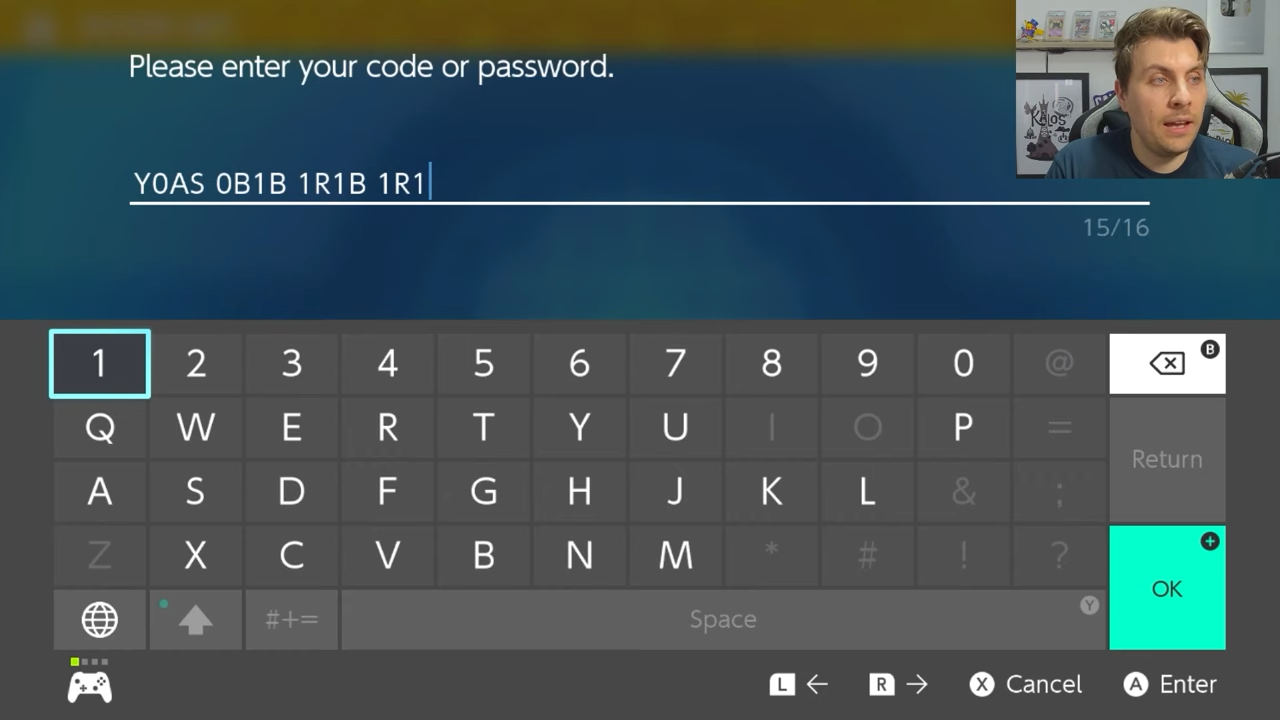 Please enter your code or password.
Kalos
Y0AS 0B1B 1R1B 1R1
15/16
1 2 3 4 5 6 7 8 9 0 @
B
Q W E R T Y U I O P =
Return
A S D F G H J K L & ;
Z X C V B N M * # ! ?
+
OK
#+= Space Y
L ← R → X Cancel A Enter